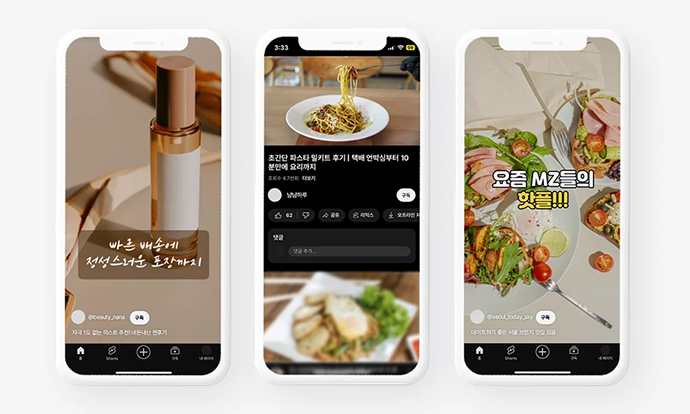 빠른 배송에
정성스러운 포장까지
@beauty_nana 구독
자극 1도 없는 미스트 추천! 내돈내산 찐후기
홈 Shorts 구독 내 페이지
3:33
초간단 파스타 밀키트 후기 | 택배 언박싱부터 10
분만에 요리까지
조회수 4.7만회 더보기
냠냠하루 구독
62 공유 리믹스 오프라인 저
댓글
댓글 추가...
요즘 MZ들의
핫플!!!
@seoul_today_sky 구독
데이트하기 좋은 서울 브런치 맛집 모음
홈 Shorts 구독 내 페이지